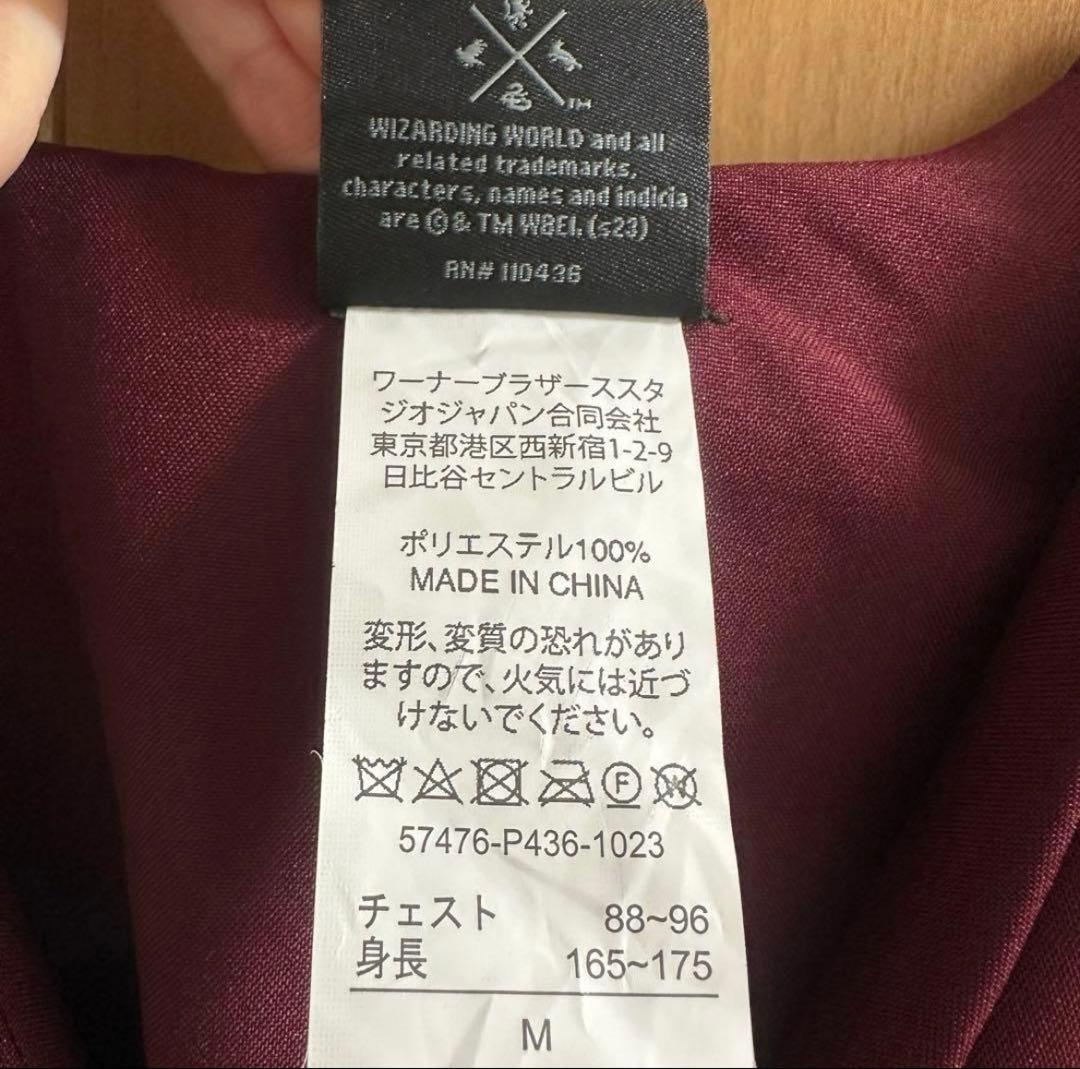 TM
WIZARDING WORLD and all
related trademarks,
characters, names and indicia
are © & TM WBEI. (s23)
RN# 110436
ワーナーブラザーススタ
ジオジャパン合同会社
東京都港区西新宿1-2-9
日比谷セントラルビル
ポリエステル100%
MADE IN CHINA
変形、変質の恐れがあり
ますので、火気には近づ
けないでください。
F W
57476-P436-1023
チェスト 88~96
身長 165~175
M